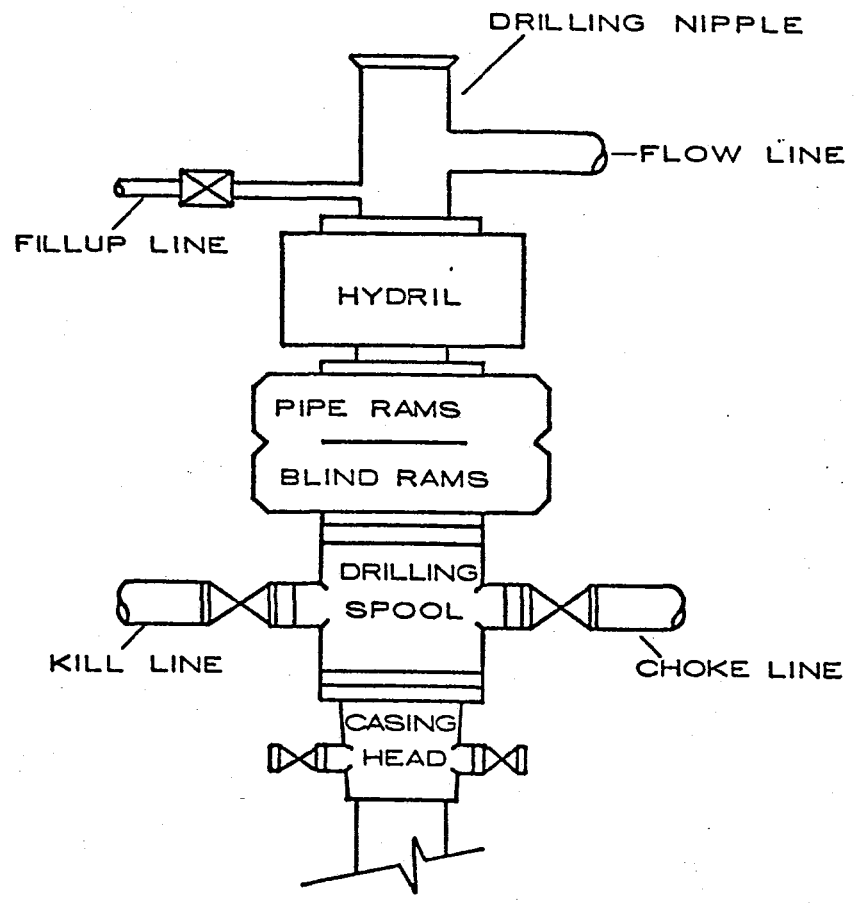 DRILLING NIPPLE
FLOW LINE
FILLUP LINE
HYDRIL
PIPE RAMS
BLIND RAMS
DRILLING
SPOOL
KILL LINE
CHOKE LINE
CASING
HEAD